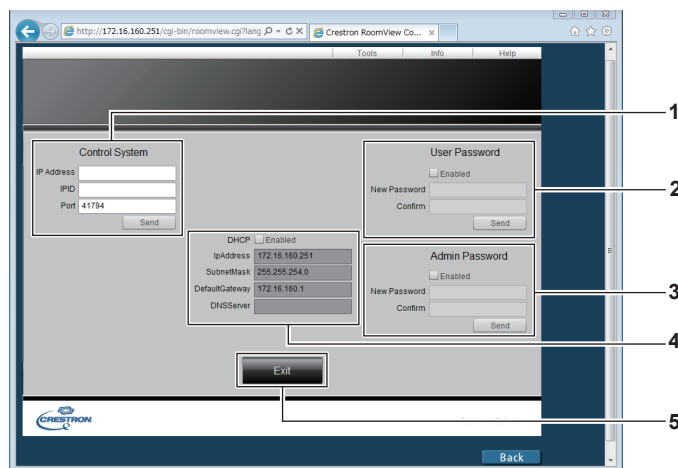 http://172.16.160.251/cgi-bin/roomview.cgi?lang
Crestron RoomView Co...
Tools Info Help
1
Control System
IP Address
IPID
Port 41794
Send
User Password
Enabled
New Password
Confirm
Send
2
DHCP Enabled
IpAddress 172.16.160.251
SubnetMask 255.255.254.0
DefaultGateway 172.16.160.1
DNSServer
Admin Password
Enabled
New Password
Confirm
Send
3
4
Exit
5
CRESTRON
Back